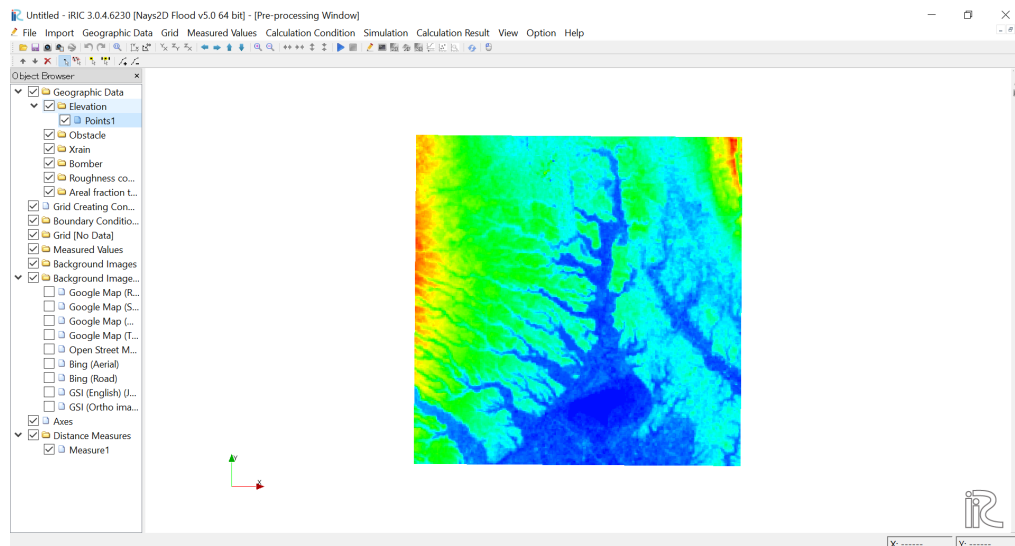 Untitled - iRIC 3.0.4.6230 [Nays2D Flood v5.0 64 bit] - [Pre-processing Window]
File Import Geographic Data Grid Measured Values Calculation Condition Simulation Calculation Result View Option Help
Object Browser
Geographic Data
Elevation
Points1
Obstacle
Xrain
Bomber
Roughness co...
Areal fraction t...
Grid Creating Con...
Boundary Conditio...
Grid [No Data]
Measured Values
Background Images
Background Image...
Google Map (R...
Google Map (S...
Google Map (...
Google Map (T...
Open Street M...
Bing (Aerial)
Bing (Road)
GSI (English) (J...
GSI (Ortho ima...
Axes
Distance Measures
Measure1
Y
X
iRIC
X: ------ Y: ------